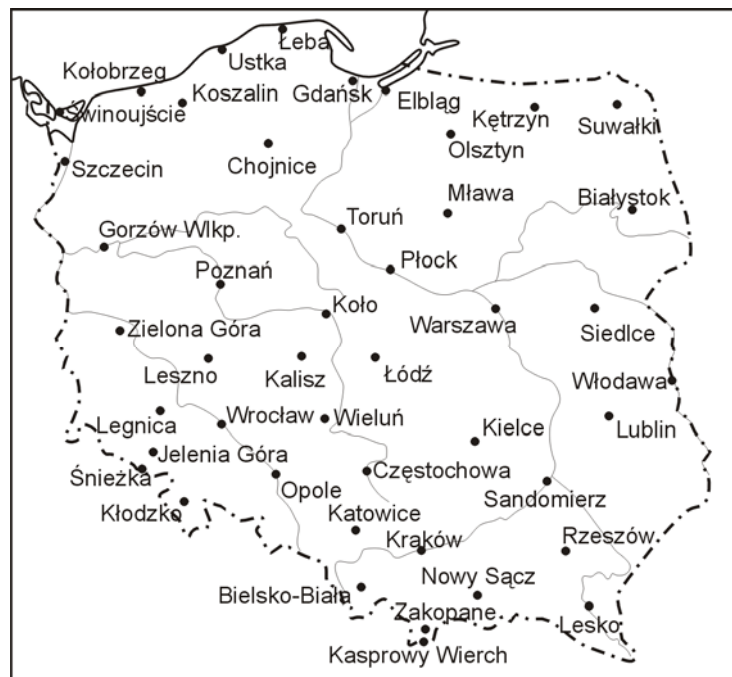 Łeba
Ustka
Kołobrzeg
Koszalin
Gdańsk
Elbląg
Świnoujście
Kętrzyn
Suwałki
Olsztyn
Szczecin
Chojnice
Mława
Białystok
Toruń
Gorzów Wlkp.
Płock
Poznań
Koło
Warszawa
Siedlce
Zielona Góra
Leszno
Kalisz
Łódź
Włodawa
Legnica
Wrocław
Wieluń
Kielce
Lublin
Jelenia Góra
Śnieżka
Częstochowa
Opole
Sandomierz
Kłodzko
Katowice
Kraków
Rzeszów
Bielsko-Biała
Nowy Sącz
Zakopane
Lesko
Kasprowy Wierch